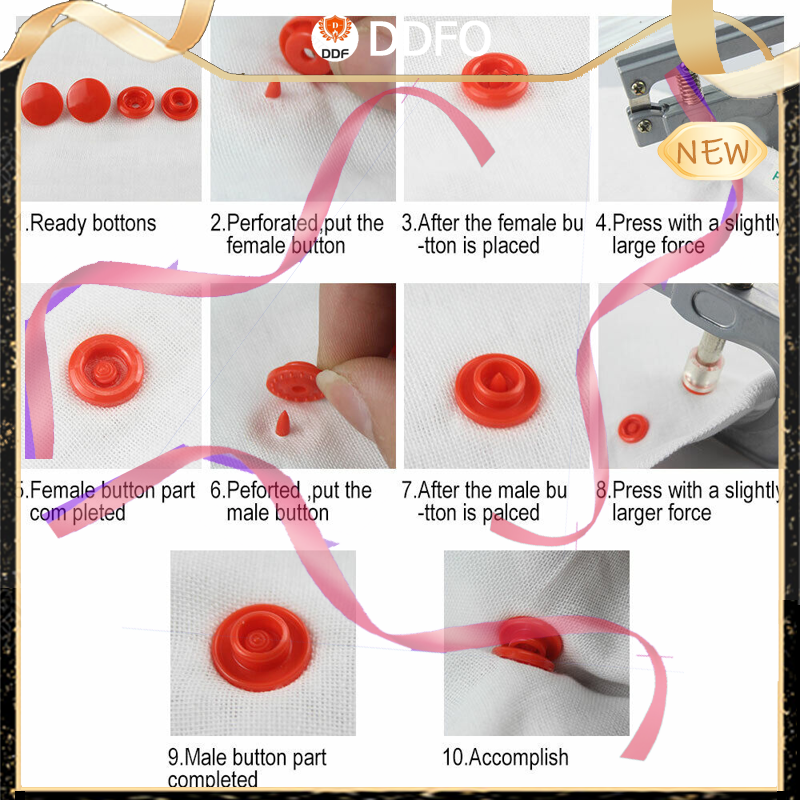 DDF
DDFO
NEW
1.Ready bottons
2.Perforated,put the
female button
3.After the female bu
-tton is placed
4.Press with a slightly
large force
5.Female button part
com pleted
6.Peforted ,put the
male button
7.After the male bu
-tton is palced
8.Press with a slightly
larger force
9.Male button part
completed
10.Accomplish